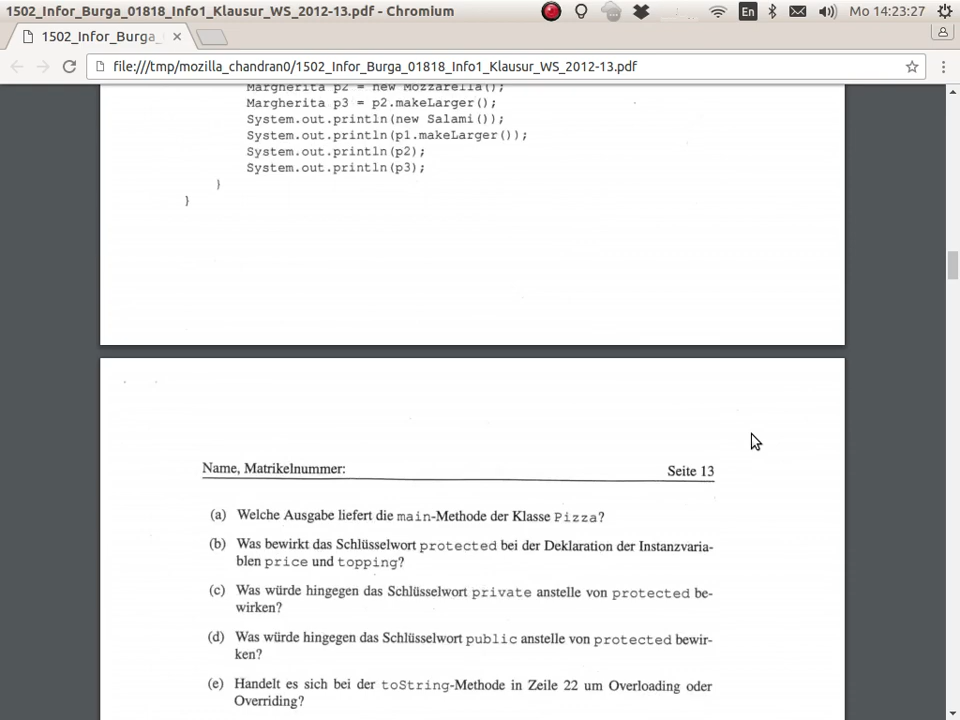 1502_Infor_Burga_01818_Info1_Klausur_WS_2012-13.pdf - Chromium
En
Mo 14:23:27
1502_Infor_Burga_
file:///tmp/mozilla_chandran0/1502_Infor_Burga_01818_Info1_Klausur_WS_2012-13.pdf
Margherita p2 = new Mozzarella();
Margherita p3 = p2.makeLarger();
System.out.println(new Salami());
System.out.println(p1.makeLarger());
System.out.println(p2);
System.out.println(p3);
}
}
Name, Matrikelnummer:
Seite 13
(a) Welche Ausgabe liefert die main-Methode der Klasse Pizza?
(b) Was bewirkt das Schlüsselwort protected bei der Deklaration der Instanzvaria-
blen price und topping?
(c) Was würde hingegen das Schlüsselwort private anstelle von protected be-
wirken?
(d) Was würde hingegen das Schlüsselwort public anstelle von protected bewir-
ken?
(e) Handelt es sich bei der toString-Methode in Zeile 22 um Overloading oder
Overriding?